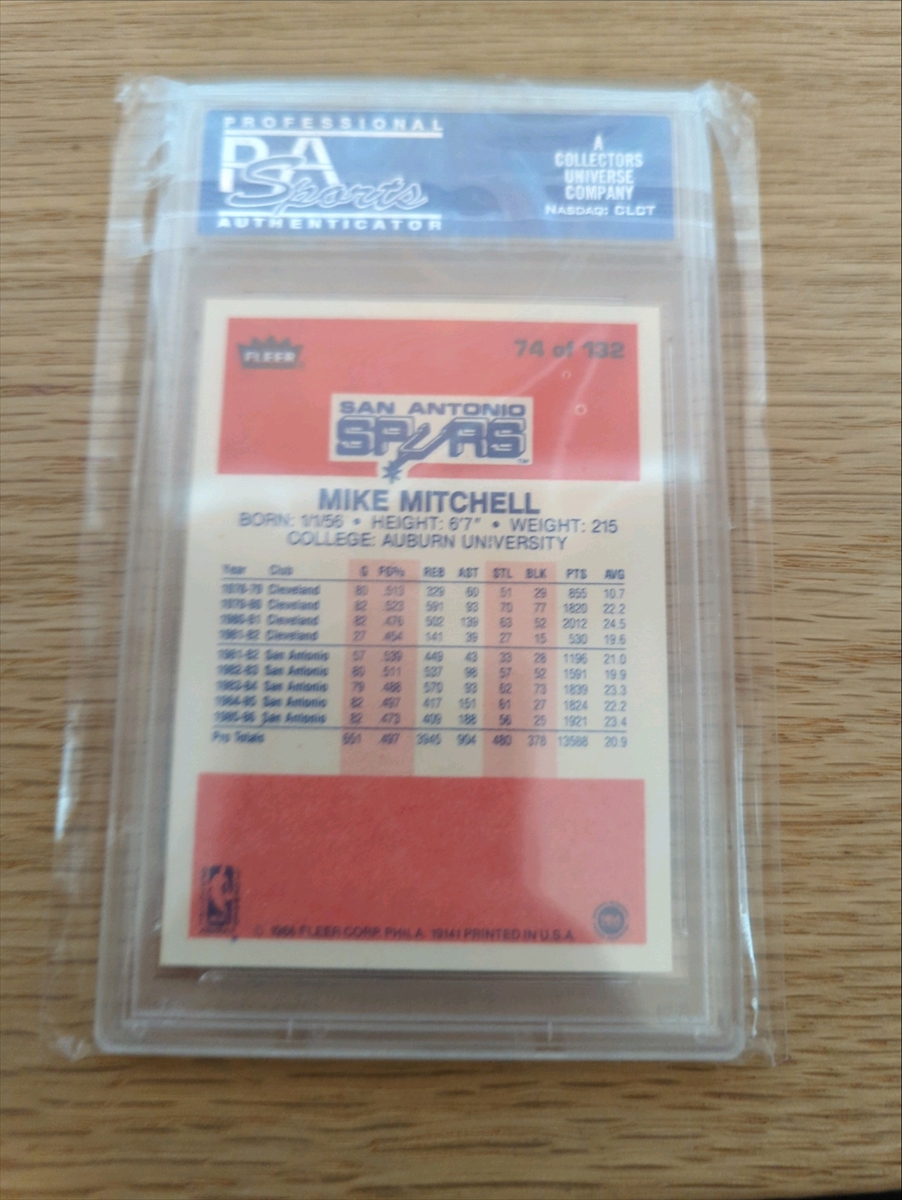 PROFESSIONAL
PSA
Sports
AUTHENTICATOR
A
COLLECTORS
UNIVERSE
COMPANY
NASDAQ: CLCT
FLEER
74 of 132
SAN ANTONIO
SPURS
TM
MIKE MITCHELL
BORN: 1/1/56 • HEIGHT: 6'7" • WEIGHT: 215
COLLEGE: AUBURN UNIVERSITY
Year Club G FG% REB AST STL BLK PTS AVG
1978-79 Cleveland 80 .513 329 60 51 29 855 10.7
1979-80 Cleveland 82 .523 591 93 70 77 1820 22.2
1980-81 Cleveland 82 .476 502 139 63 52 2012 24.5
1981-82 Cleveland 27 .454 141 39 27 15 530 19.6
1981-82 San Antonio 57 .539 449 43 33 28 1196 21.0
1982-83 San Antonio 80 .511 537 98 57 52 1591 19.9
1983-84 San Antonio 79 .488 570 93 62 73 1839 23.3
1984-85 San Antonio 82 .497 417 151 61 27 1824 22.2
1985-86 San Antonio 82 .473 409 188 56 25 1921 23.4
Pro Totals 651 .497 3945 904 480 378 13588 20.9
© 1986 FLEER CORP. PHILA. 19141 PRINTED IN U.S.A.